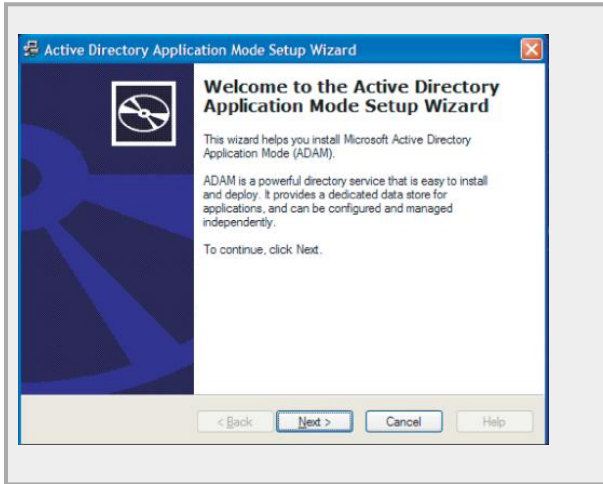 Active Directory Application Mode Setup Wizard
Welcome to the Active Directory
Application Mode Setup Wizard
This wizard helps you install Microsoft Active Directory
Application Mode (ADAM).
ADAM is a powerful directory service that is easy to install
and deploy. It provides a dedicated data store for
applications, and can be configured and managed
independently.
To continue, click Next.
< Back Next > Cancel Help